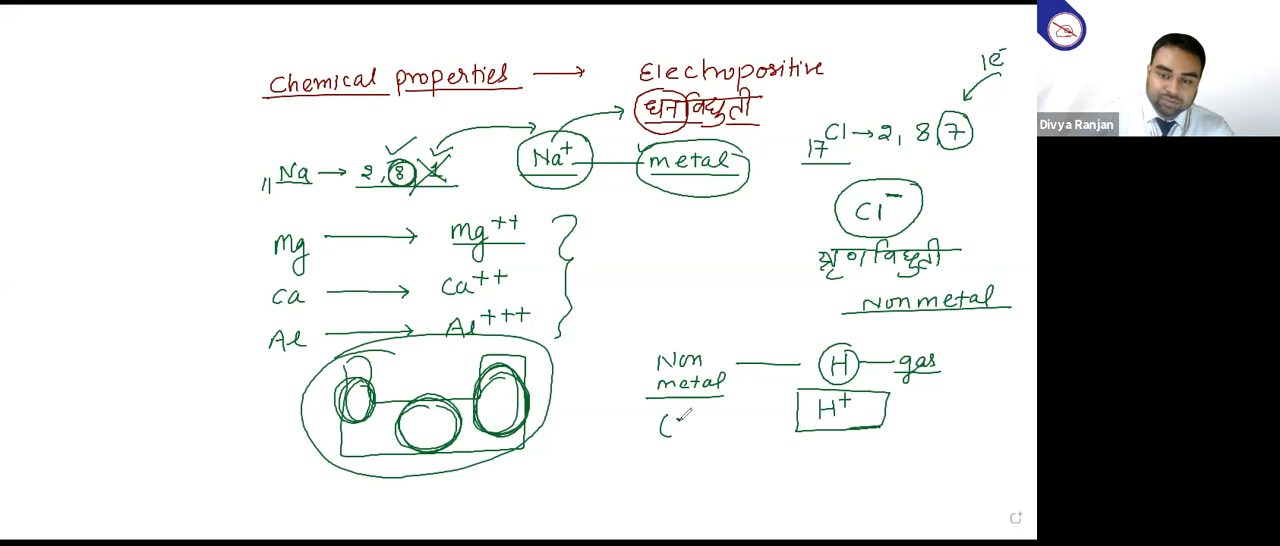 Chemical properties → Electropositive
धनविद्युती
11Na → 2, 8, 1 Na⁺ — metal
Mg → Mg⁺⁺
Ca → Ca⁺⁺
Al → Al⁺⁺⁺
1e⁻
17Cl → 2, 8, 7
Cl⁻
ऋणविद्युती
Nonmetal
Non metal — H — gas
H⁺
(
Divya Ranjan